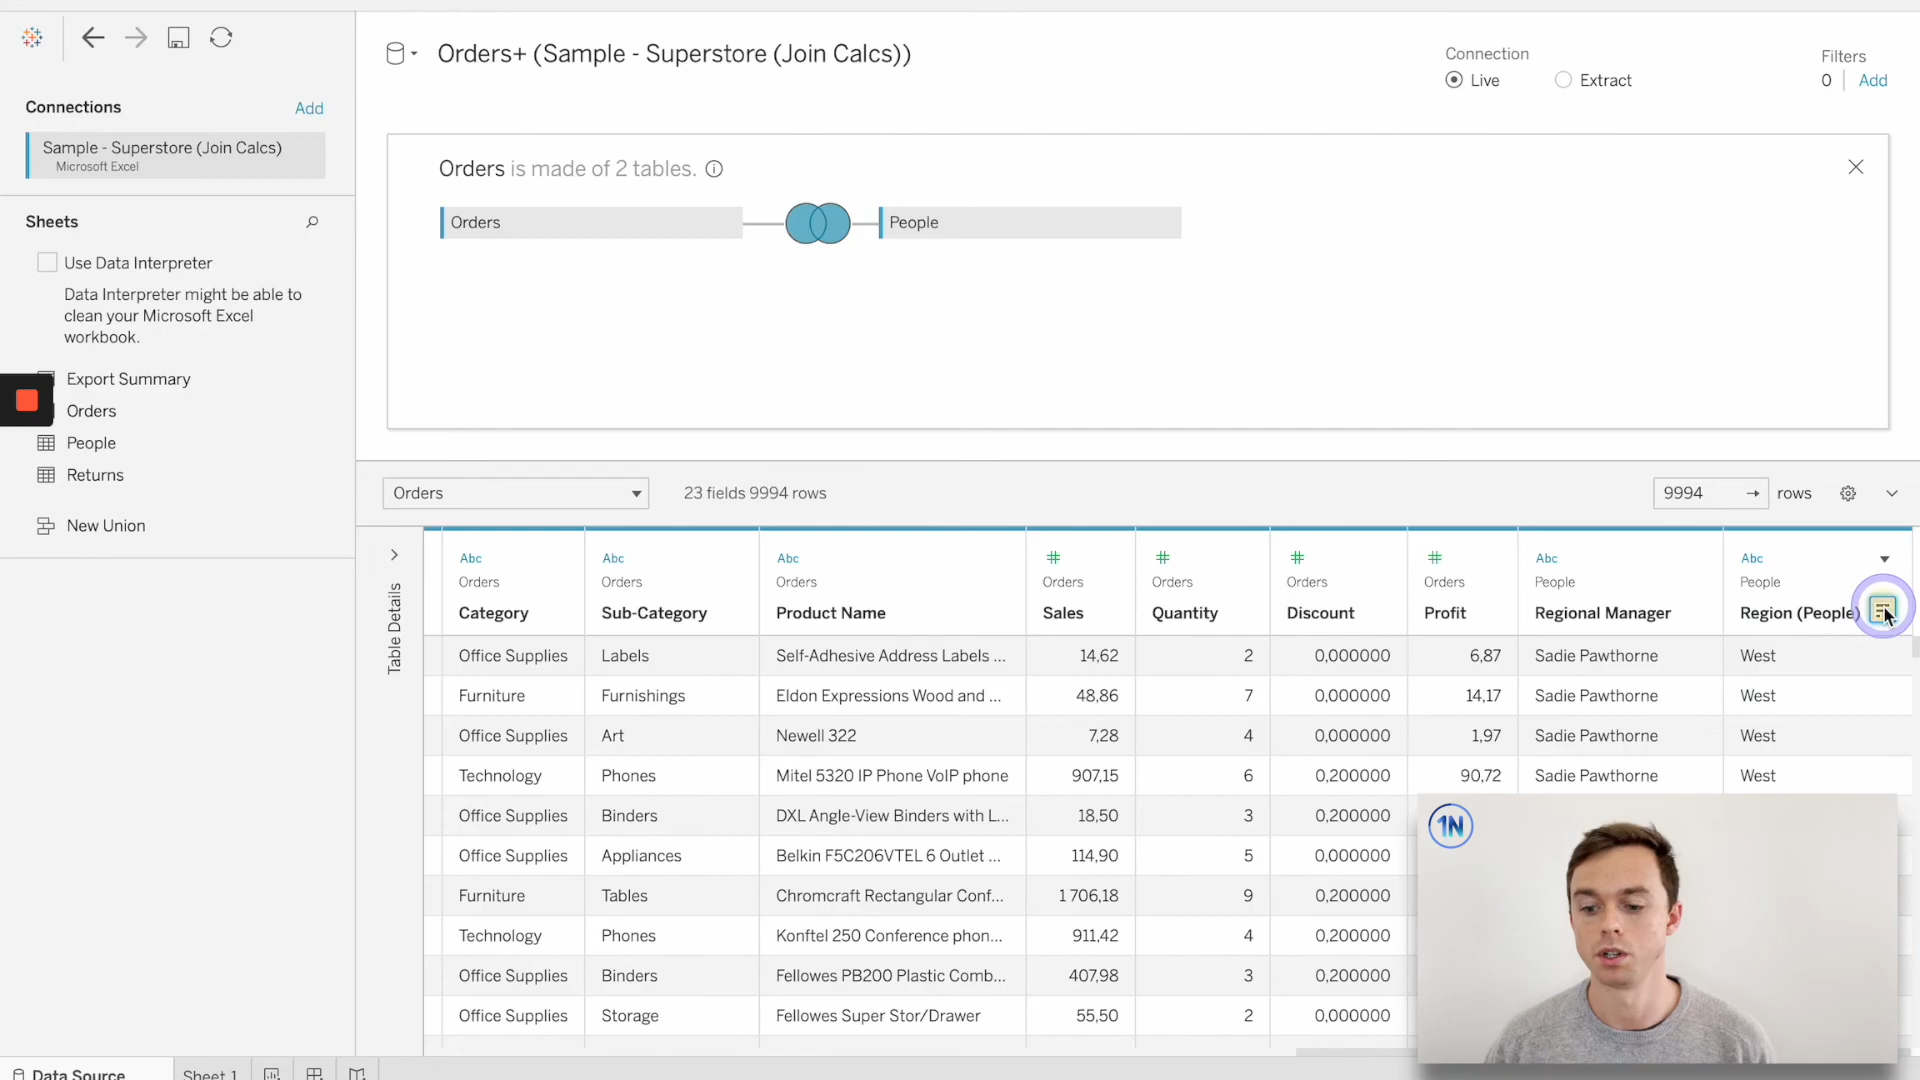 Orders+ (Sample - Superstore (Join Calcs))
Connection
Live
Extract
Filters
0
Add
Connections
Add
Sample - Superstore (Join Calcs)
Microsoft Excel
Sheets
Use Data Interpreter
Data Interpreter might be able to
clean your Microsoft Excel
workbook.
Export Summary
Orders
People
Returns
New Union
Orders is made of 2 tables.
Orders
People
Orders
23 fields 9994 rows
9994
rows
Table Details
Abc Abc Abc Abc Abc
Orders Orders Orders Orders Orders Orders Orders People People
Category Sub-Category Product Name Sales Quantity Discount Profit Regional Manager Region (People)
Office Supplies Labels Self-Adhesive Address Labels ... 14,62 2 0,000000 6,87 Sadie Pawthorne West
Furniture Furnishings Eldon Expressions Wood and ... 48,86 7 0,000000 14,17 Sadie Pawthorne West
Office Supplies Art Newell 322 7,28 4 0,000000 1,97 Sadie Pawthorne West
Technology Phones Mitel 5320 IP Phone VoIP phone 907,15 6 0,200000 90,72 Sadie Pawthorne West
Office Supplies Binders DXL Angle-View Binders with L... 18,50 3 0,200000
Office Supplies Appliances Belkin F5C206VTEL 6 Outlet ... 114,90 5 0,000000
Furniture Tables Chromcraft Rectangular Conf... 1 706,18 9 0,200000
Technology Phones Konftel 250 Conference phon... 911,42 4 0,200000
Office Supplies Binders Fellowes PB200 Plastic Comb... 407,98 3 0,200000
Office Supplies Storage Fellowes Super Stor/Drawer 55,50 2 0,000000
1N
Data Source
Sheet 1